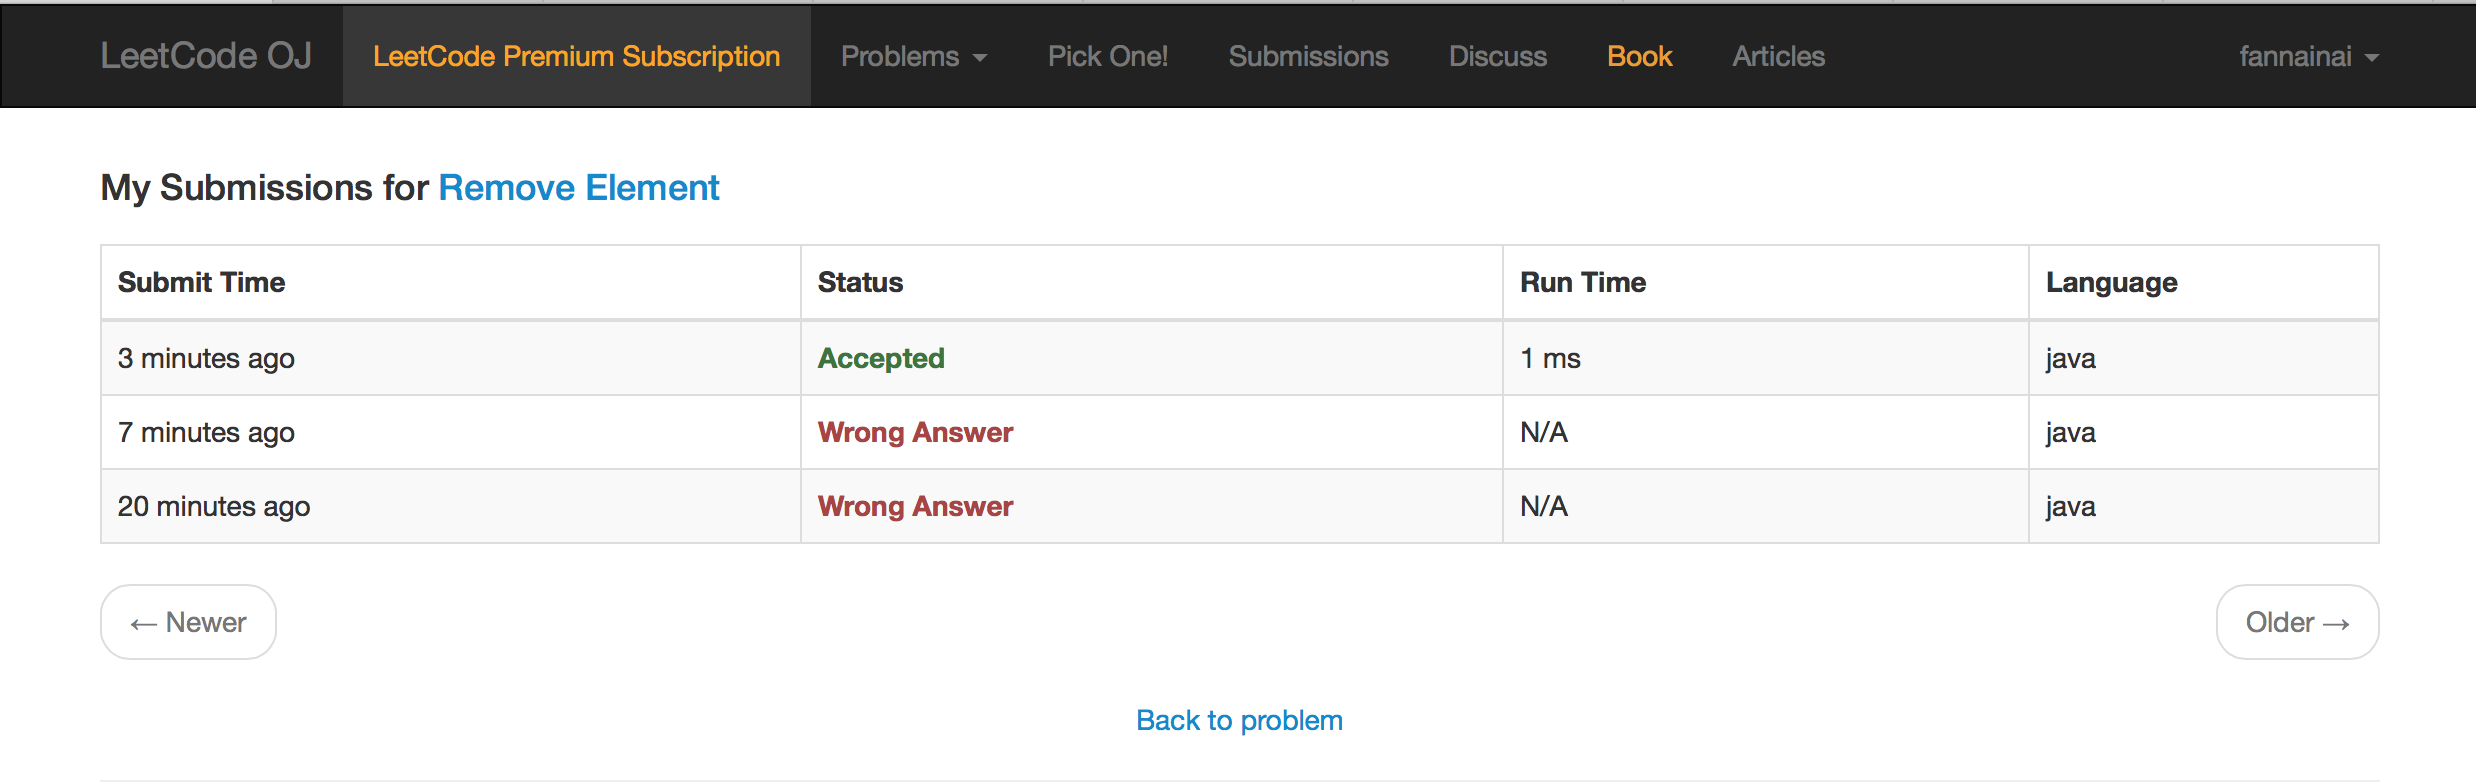 LeetCode OJ LeetCode Premium Subscription Problems Pick One! Submissions Discuss Book Articles fannainai
My Submissions for Remove Element
Submit Time Status Run Time Language
3 minutes ago Accepted 1 ms java
7 minutes ago Wrong Answer N/A java
20 minutes ago Wrong Answer N/A java
← Newer Older →
Back to problem